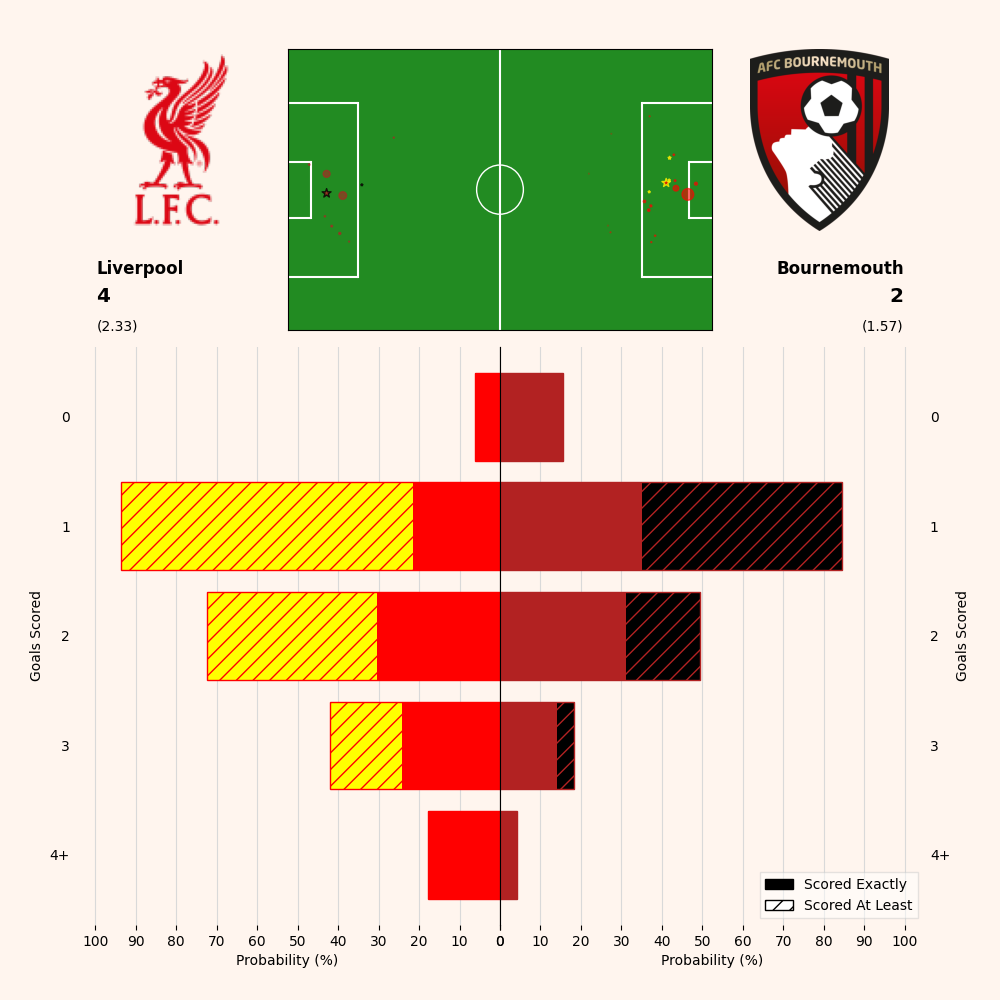 L.F.C.
AFC BOURNEMOUTH
Liverpool
4
(2.33)
Bournemouth
2
(1.57)
Goals Scored
0
1
2
3
4+
0
1
2
3
4+
Goals Scored
Scored Exactly
Scored At Least
100 90 80 70 60 50 40 30 20 10 0
0 10 20 30 40 50 60 70 80 90 100
Probability (%)
Probability (%)